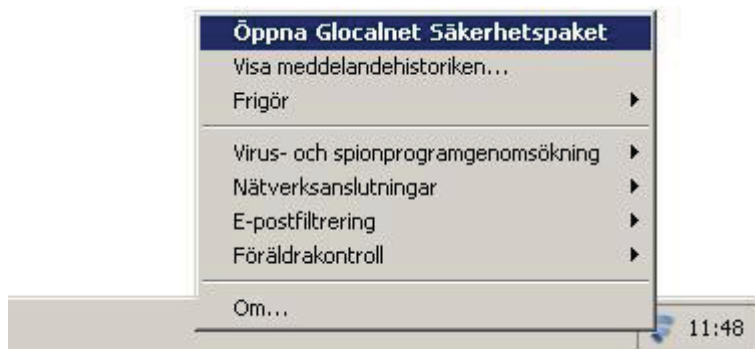 Öppna Glocalnet Säkerhetspaket
Visa meddelandehistoriken...
Frigör
Virus- och spionprogramgenomsökning
Nätverksanslutningar
E-postfiltrering
Föräldrakontroll
Om...
11:48